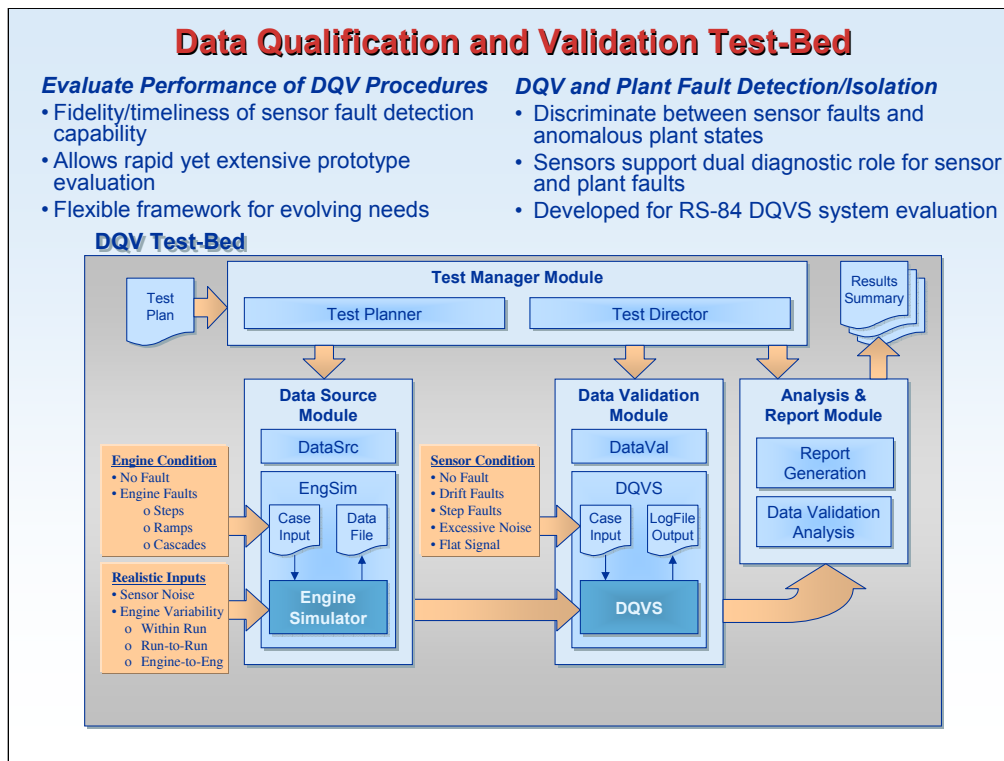 Data Qualification and Validation Test-Bed
Evaluate Performance of DQV Procedures
• Fidelity/timeliness of sensor fault detection
capability
• Allows rapid yet extensive prototype
evaluation
• Flexible framework for evolving needs
DQV and Plant Fault Detection/Isolation
• Discriminate between sensor faults and
anomalous plant states
• Sensors support dual diagnostic role for sensor
and plant faults
• Developed for RS-84 DQVS system evaluation
DQV Test-Bed
Test
Plan
Test Manager Module
Test Planner
Test Director
Results
Summary
Data Source
Module
DataSrc
EngSim
Case
Input
Data
File
Engine
Simulator
Engine Condition
• No Fault
• Engine Faults
o Steps
o Ramps
o Cascades
Realistic Inputs
• Sensor Noise
• Engine Variability
o Within Run
o Run-to-Run
o Engine-to-Eng
Sensor Condition
• No Fault
• Drift Faults
• Step Faults
• Excessive Noise
• Flat Signal
Data Validation
Module
DataVal
DQVS
Case
Input
LogFile
Output
DQVS
Analysis &
Report Module
Report
Generation
Data Validation
Analysis